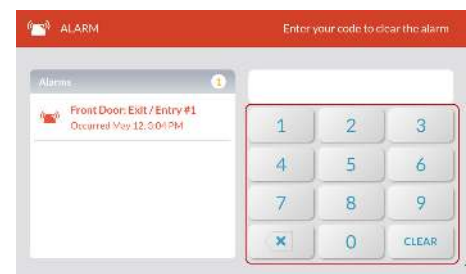 ALARM
Enter your code to clear the alarm
Alarms 1
Front Door: Exit / Entry #1
Occurred May 12, 3:04 PM
1 2 3
4 5 6
7 8 9
0 CLEAR